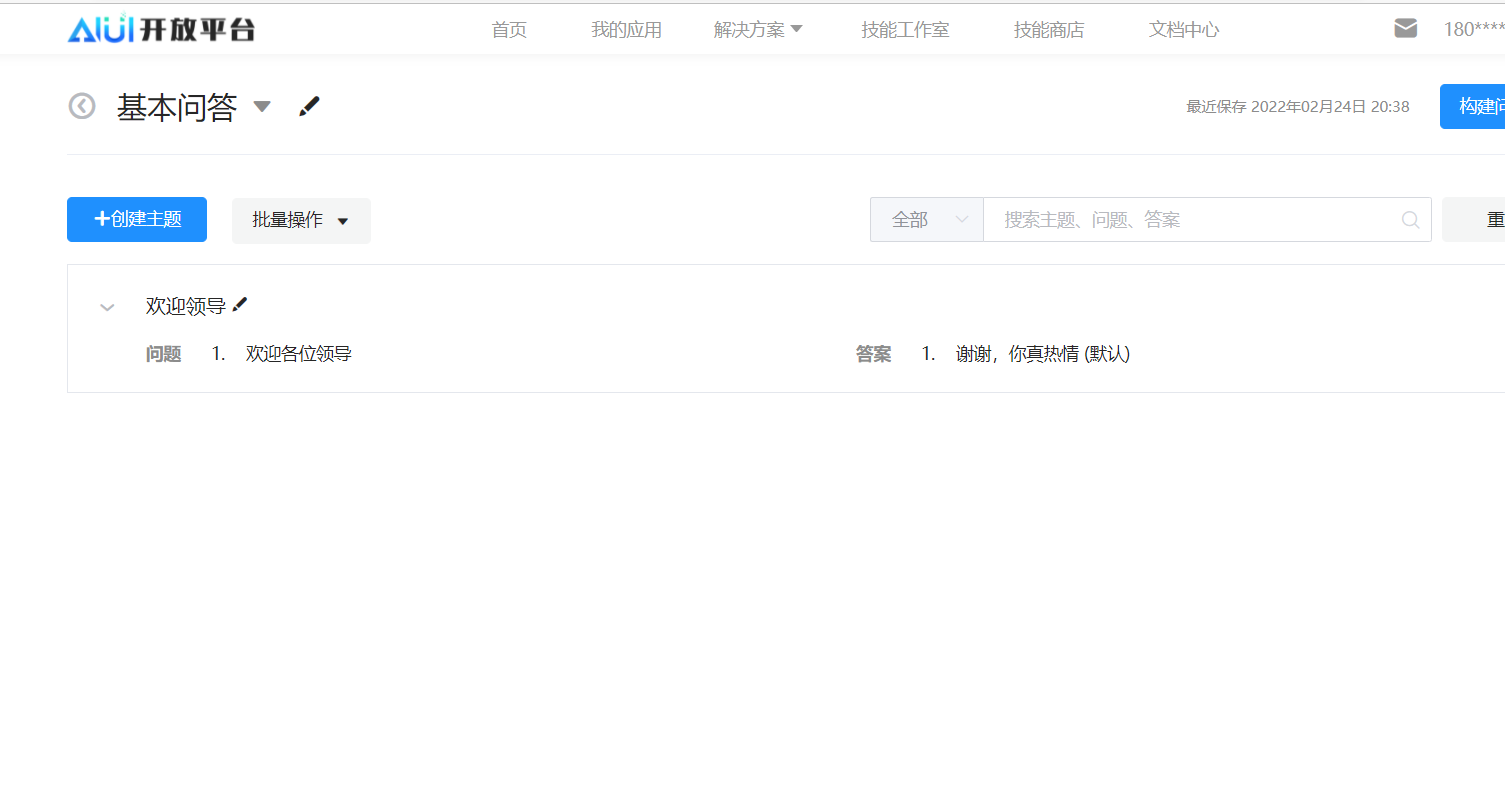 AIUI开放平台 首页 我的应用 解决方案 技能工作室 技能商店 文档中心 180****
基本问答 最近保存 2022年02月24日 20:38 构建问
创建主题 批量操作 全部 搜索主题、问题、答案
欢迎领导
问题 1. 欢迎各位领导 答案 1. 谢谢，你真热情 (默认)